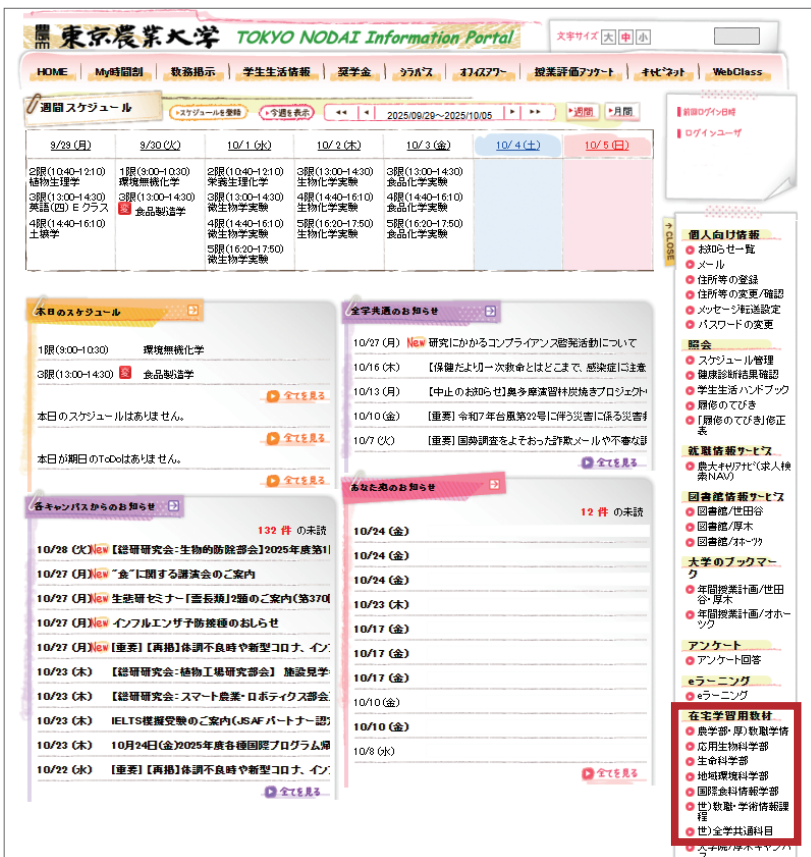 東京農業大学 TOKYO NODAI Information Portal
文字サイズ 大 中 小
HOME My時間割 教務掲示 学生生活情報 奨学金 シラバス オフィスアワー 授業評価アンケート キャビネット WebClass
週間スケジュール スケジュールを登録 今週を表示 2025/09/29～2025/10/05 週間 月間
前回ログイン日時
ログインユーザ
9/29 (月) 9/30 (火) 10/1 (水) 10/2 (木) 10/3 (金) 10/4 (土) 10/5 (日)
2限(10:40-12:10)
植物生理学
3限(13:00-14:30)
英語(四) E クラス
4限(14:40-16:10)
土壌学
1限(9:00-10:30)
環境無機化学
3限(13:00-14:30)
変 食品製造学
2限(10:40-12:10)
栄養生理化学
3限(13:00-14:30)
微生物学実験
4限(14:40-16:10)
微生物学実験
5限(16:20-17:50)
微生物学実験
3限(13:00-14:30)
生物化学実験
4限(14:40-16:10)
生物化学実験
5限(16:20-17:50)
生物化学実験
3限(13:00-14:30)
食品化学実験
4限(14:40-16:10)
食品化学実験
5限(16:20-17:50)
食品化学実験
本日のスケジュール
1限(9:00-10:30) 環境無機化学
3限(13:00-14:30) 変 食品製造学
全てを見る
本日のスケジュールはありません。
全てを見る
本日が期日のToDoはありません。
全てを見る
全学共通のお知らせ
10/27 (月) New 研究にかかるコンプライアンス啓発活動について
10/16 (木) 【保健だより】一次救命とはどこまで、感染症に注意
10/13 (月) 【中止のお知らせ】奥多摩演習林炭焼きプロジェクト
10/10 (金) [重要] 令和7年台風第22号に伴う災害に係る災害
10/7 (火) [重要] 国勢調査をよそおった詐欺メールや不審な
全てを見る
各キャンパスからのお知らせ
132 件 の未読
10/28 (火) New 【総研研究会：生物的防除部会】2025年度第1
10/27 (月) New "食"に関する講演会のご案内
10/27 (月) New 生態研セミナー「霊長類」2題のご案内(第370
10/27 (月) New インフルエンザ予防接種のおしらせ
10/27 (月) New [重要] 【再掲】体調不良時や新型コロナ、イン
10/23 (木) 【総研研究会：植物工場研究部会】 施設見学
10/23 (木) 【総研研究会：スマート農業・ロボティクス部会
10/23 (木) IELTS模擬受験のご案内(JSAFパートナー認
10/23 (木) 10月24日(金)2025年度各種国際プログラム帰
10/22 (水) [重要] 【再掲】体調不良時や新型コロナ、イン
全てを見る
あなた宛のお知らせ
12 件 の未読
10/24 (金)
10/24 (金)
10/24 (金)
10/23 (木)
10/17 (金)
10/17 (金)
10/17 (金)
10/10 (金)
10/10 (金)
10/8 (水)
全てを見る
CLOSE
個人向け情報
お知らせ一覧
メール
住所等の登録
住所等の変更/確認
メッセージ転送設定
パスワードの変更
照会
スケジュール管理
健康診断結果確認
学生生活ハンドブック
履修のてびき
「履修のてびき」修正
表
就職情報サービス
農大キャリアナビ(求人検
索NAV)
図書館情報サービス
図書館/世田谷
図書館/厚木
図書館/オホーツク
大学のブックマー
ク
年間授業計画/世田
谷・厚木
年間授業計画/オホー
ツク
アンケート
アンケート回答
eラーニング
eラーニング
在宅学習用教材
農学部・厚)教職学情
応用生物科学部
生命科学部
地域環境科学部
国際食料情報学部
世)教職・学術情報課
程
世)全学共通科目
大学院/厚木キャンパ
ス